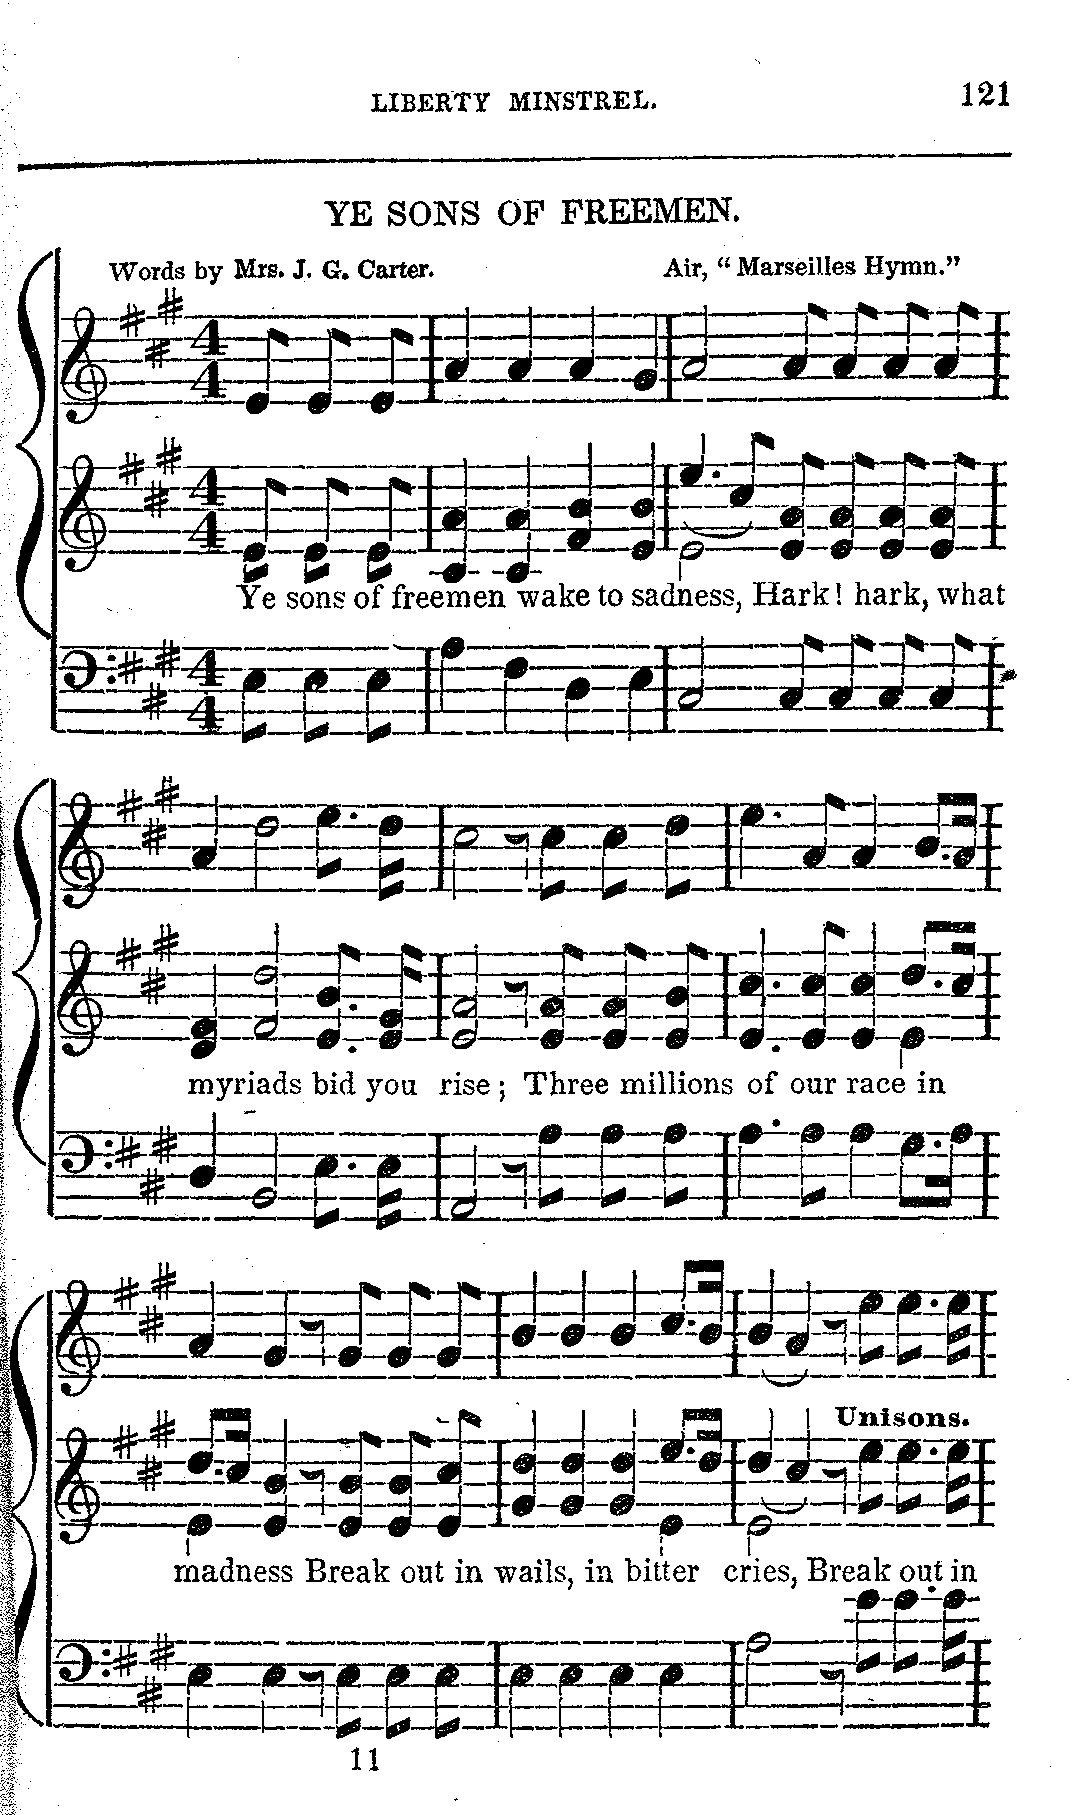 LIBERTY MINSTREL. 121
YE SONS OF FREEMEN.
Words by Mrs. J. G. Carter. Air, “Marseilles Hymn.”
Ye sons of freemen wake to sadness, Hark! hark, what
myriads bid you rise; Three millions of our race in
Unisons.
madness Break out in wails, in bitter cries, Break out in
11